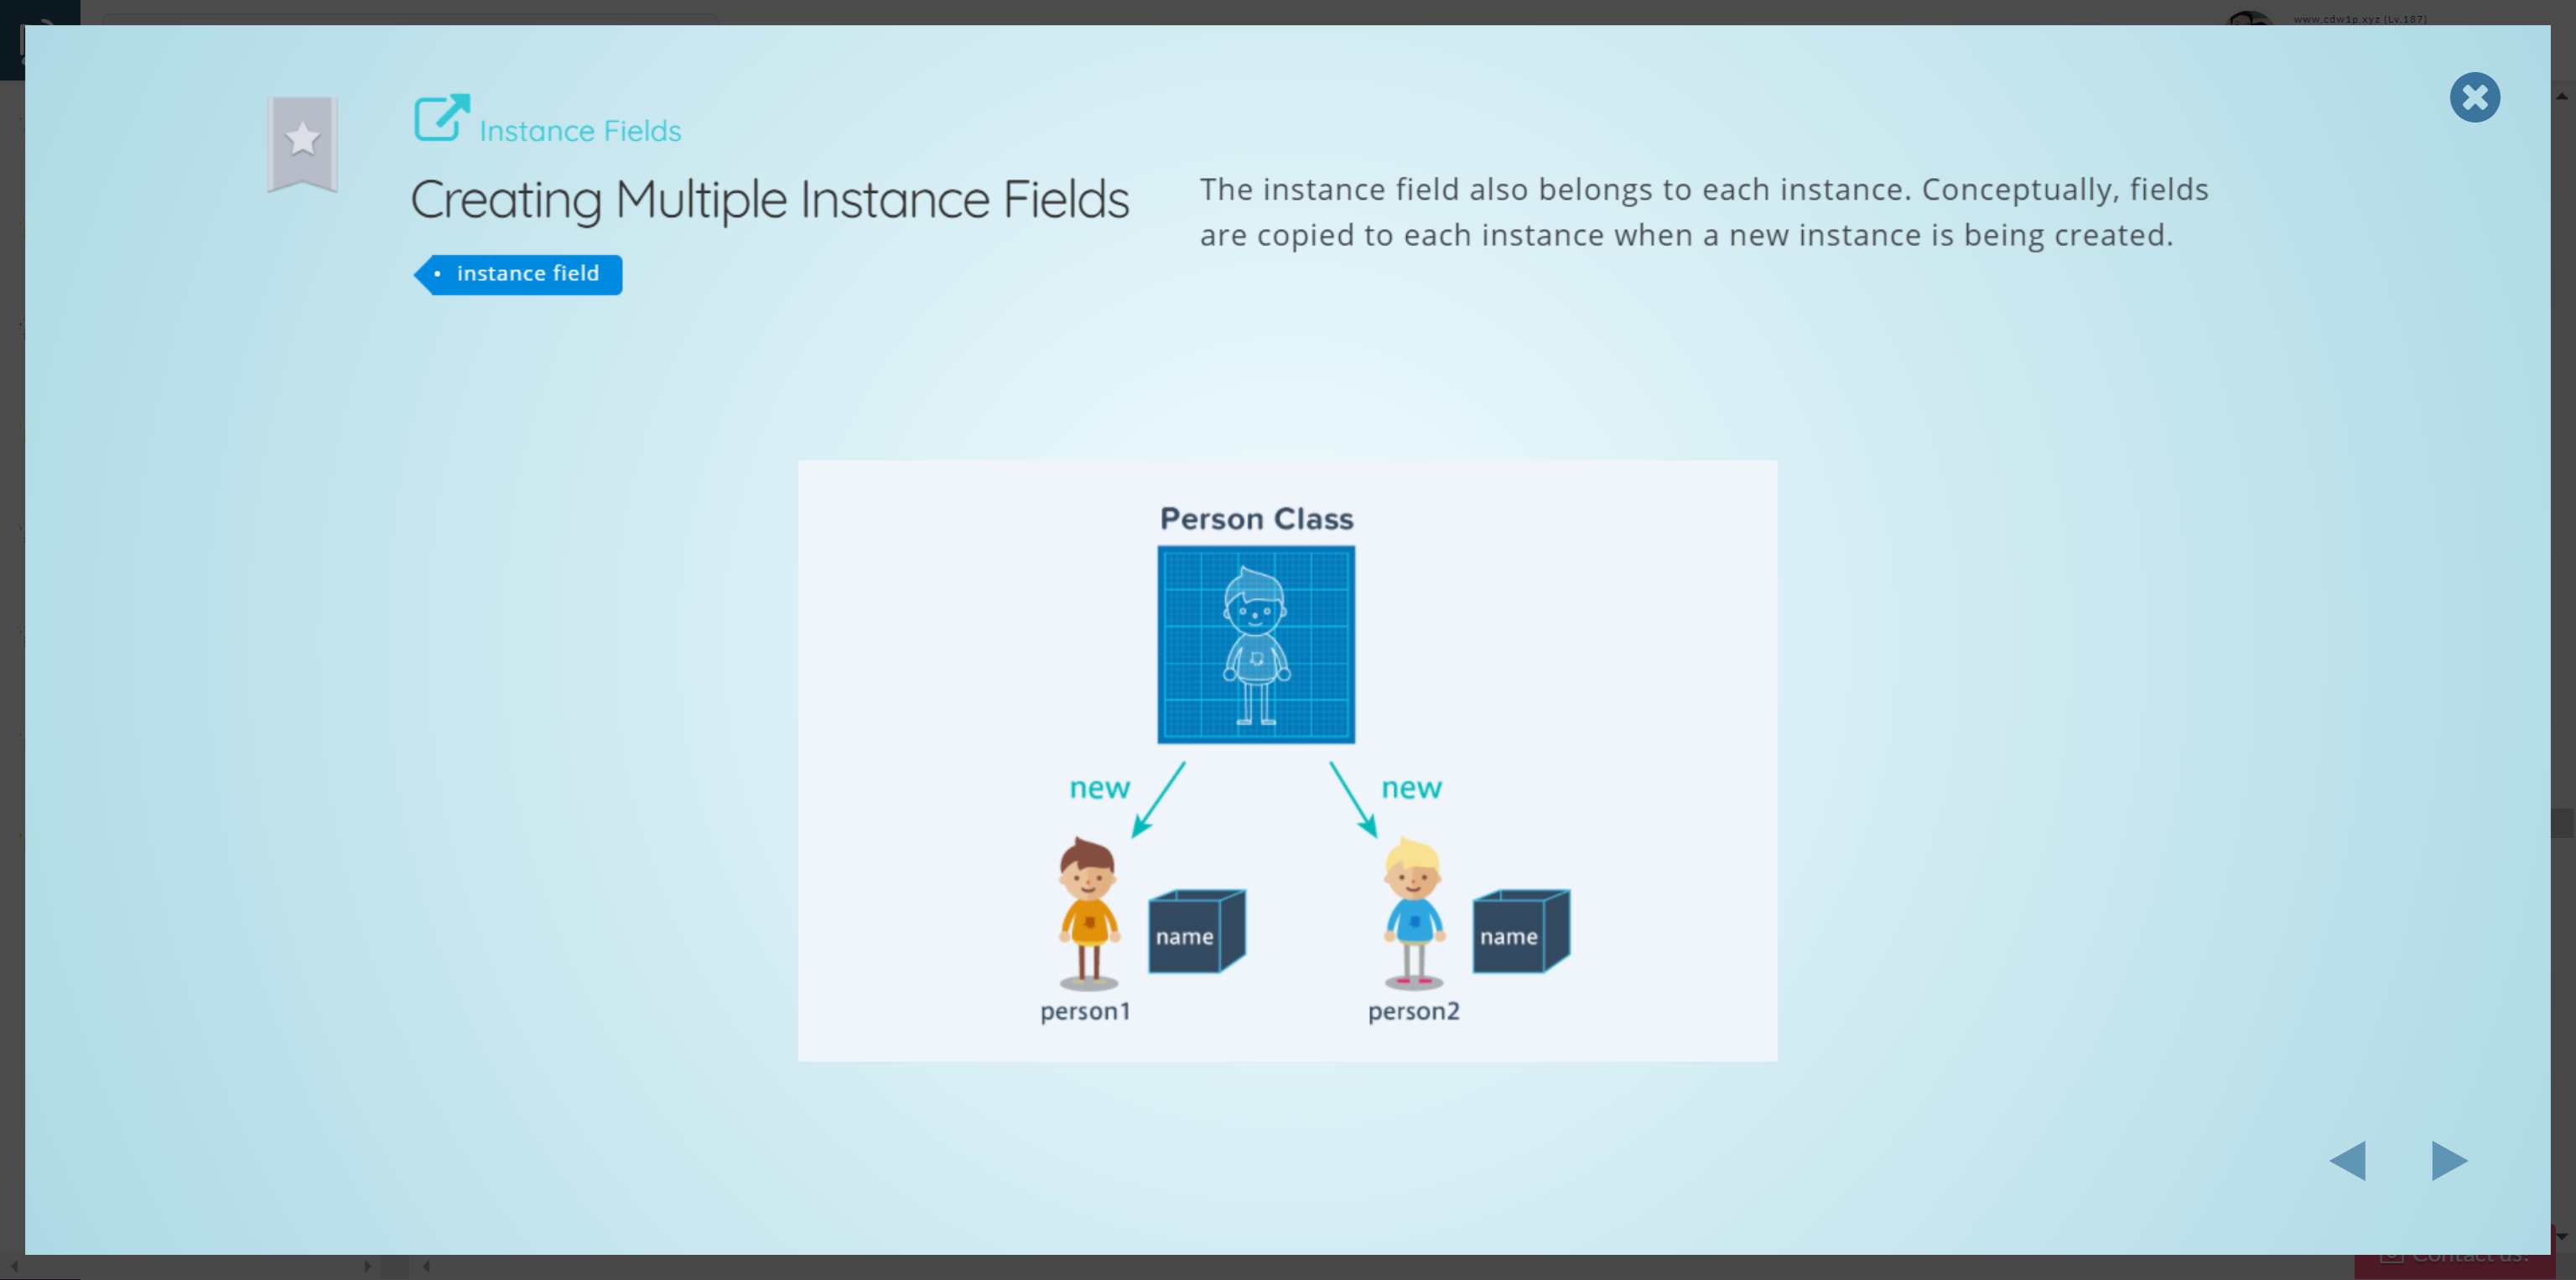 www.cdw1p.xyz (Lv.187)
Instance Fields
Creating Multiple Instance Fields
• instance field
The instance field also belongs to each instance. Conceptually, fields
are copied to each instance when a new instance is being created.
Person Class
new
new
name
name
person1
person2
Contact us!